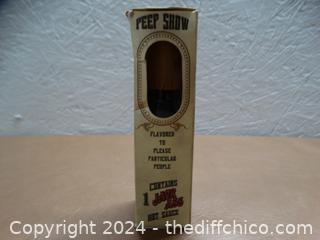 PEEP SHOW
FLAVORED
TO
PLEASE
PARTICULAR
PEOPLE
CONTAINS
1
HOT SAUCE
Copyright 2024 - thediffchico.com